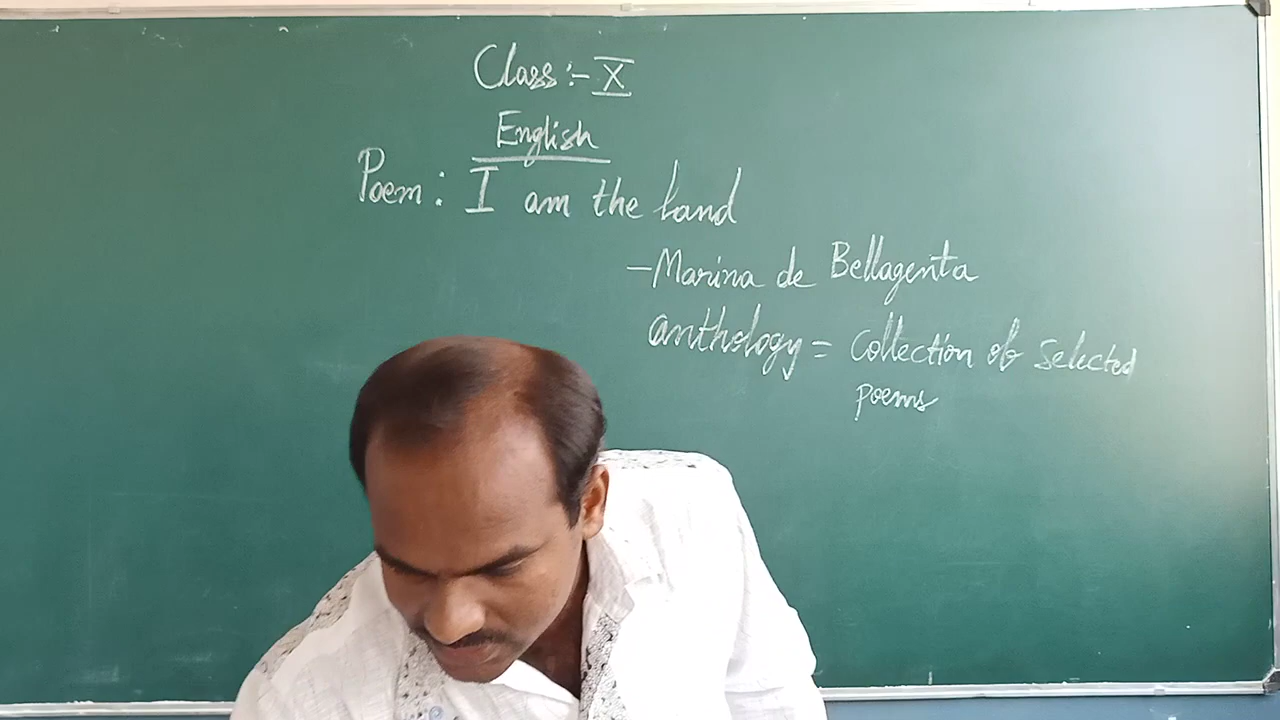 Class :- X
English
Poem : I am the land
- Marina de Bellagenta
anthology = Collection of Selected
poems